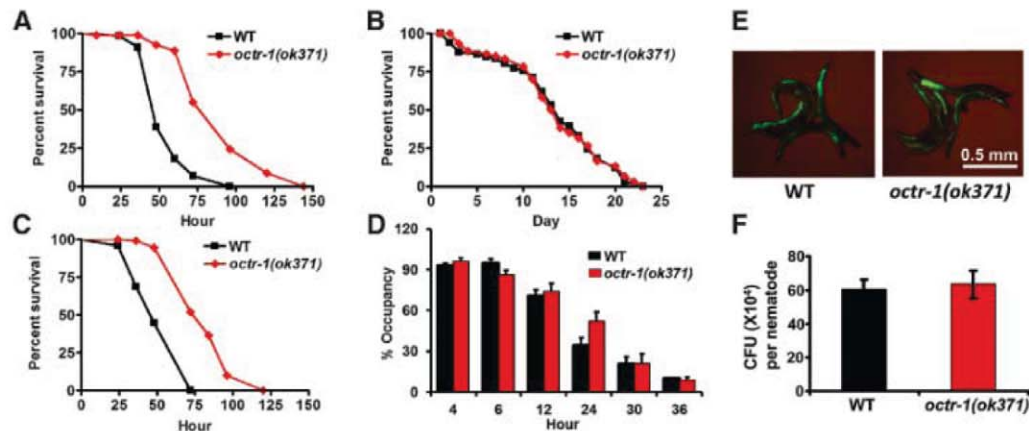 A
Percent survival
100
75
50
25
0
0 25 50 75 100 125 150
Hour
WT
octr-1(ok371)
B
Percent survival
100
75
50
25
0
0 5 10 15 20 25
Day
WT
octr-1(ok371)
E
0.5 mm
WT octr-1(ok371)
C
Percent survival
100
75
50
25
0
0 25 50 75 100 125 150
Hour
WT
octr-1(ok371)
D
% Occupancy
120
90
60
30
0
4 6 12 24 30 36
Hour
WT
octr-1(ok371)
F
CFU (X10⁴)
per nematode
80
60
40
20
0
WT octr-1(ok371)